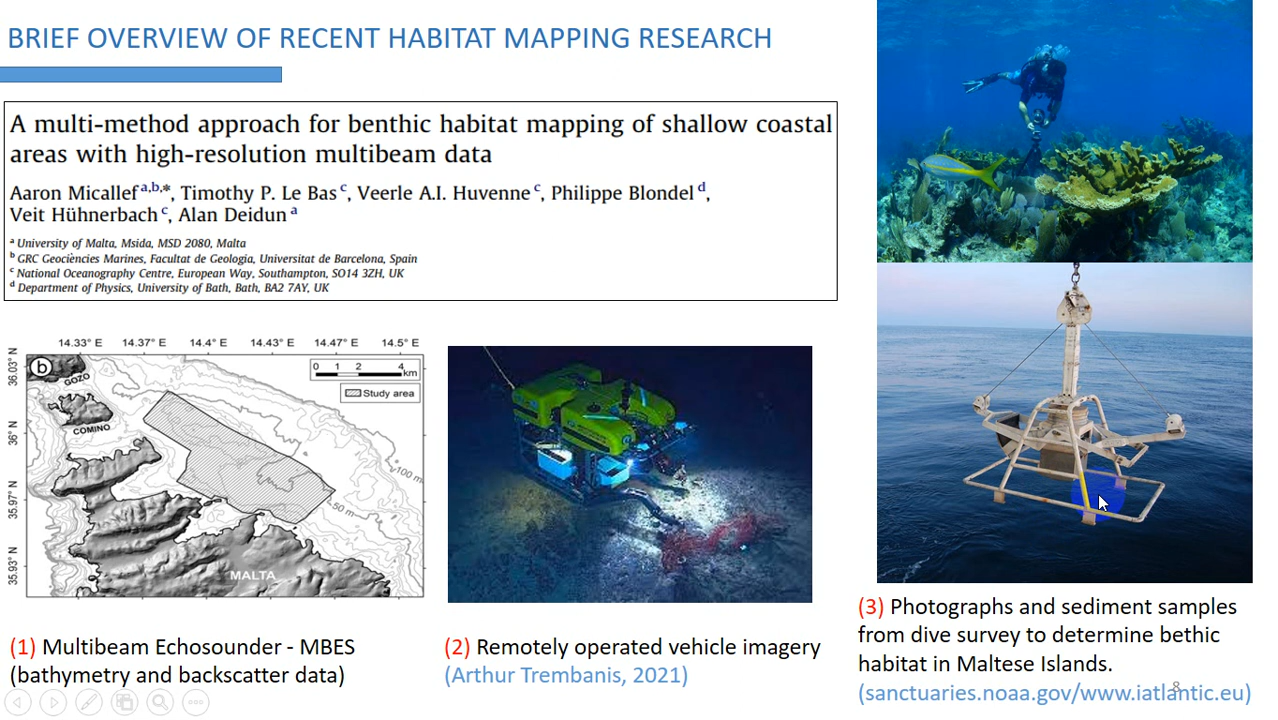 BRIEF OVERVIEW OF RECENT HABITAT MAPPING RESEARCH
A multi-method approach for benthic habitat mapping of shallow coastal
areas with high-resolution multibeam data
Aaron Micallef a,b,*, Timothy P. Le Bas c, Veerle A.I. Huvenne c, Philippe Blondel d,
Veit Hühnerbach c, Alan Deidun a
a University of Malta, Msida, MSD 2080, Malta
b GRC Geociències Marines, Facultat de Geologia, Universitat de Barcelona, Spain
c National Oceanography Centre, European Way, Southampton, SO14 3ZH, UK
d Department of Physics, University of Bath, Bath, BA2 7AY, UK
14.33° E 14.37° E 14.4° E 14.43° E 14.47° E 14.5° E
36.03° N
36° N
35.97° N
35.93° N
b
0 1 2 4
km
Study area
GOZO
COMINO
100 m
50 m
MALTA
(1) Multibeam Echosounder - MBES
(bathymetry and backscatter data)
(2) Remotely operated vehicle imagery
(Arthur Trembanis, 2021)
(3) Photographs and sediment samples
from dive survey to determine bethic
habitat in Maltese Islands.
(sanctuaries.noaa.gov/www.iatlantic.eu)
8